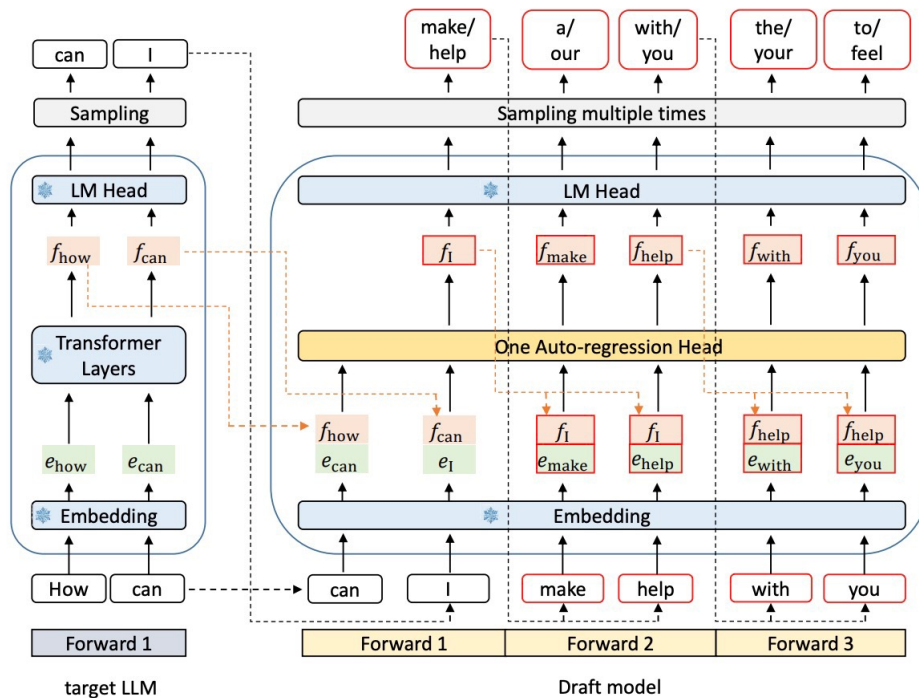 can
I
Sampling
LM Head
f_how
f_can
Transformer
Layers
e_how
e_can
Embedding
How
can
Forward 1
target LLM
make/
help
a/
our
with/
you
the/
your
to/
feel
Sampling multiple times
LM Head
f_I
f_make
f_help
f_with
f_you
One Auto-regression Head
f_how
f_can
f_I
f_I
f_help
f_help
e_can
e_I
e_make
e_help
e_with
e_you
Embedding
can
I
make
help
with
you
Forward 1
Forward 2
Forward 3
Draft model